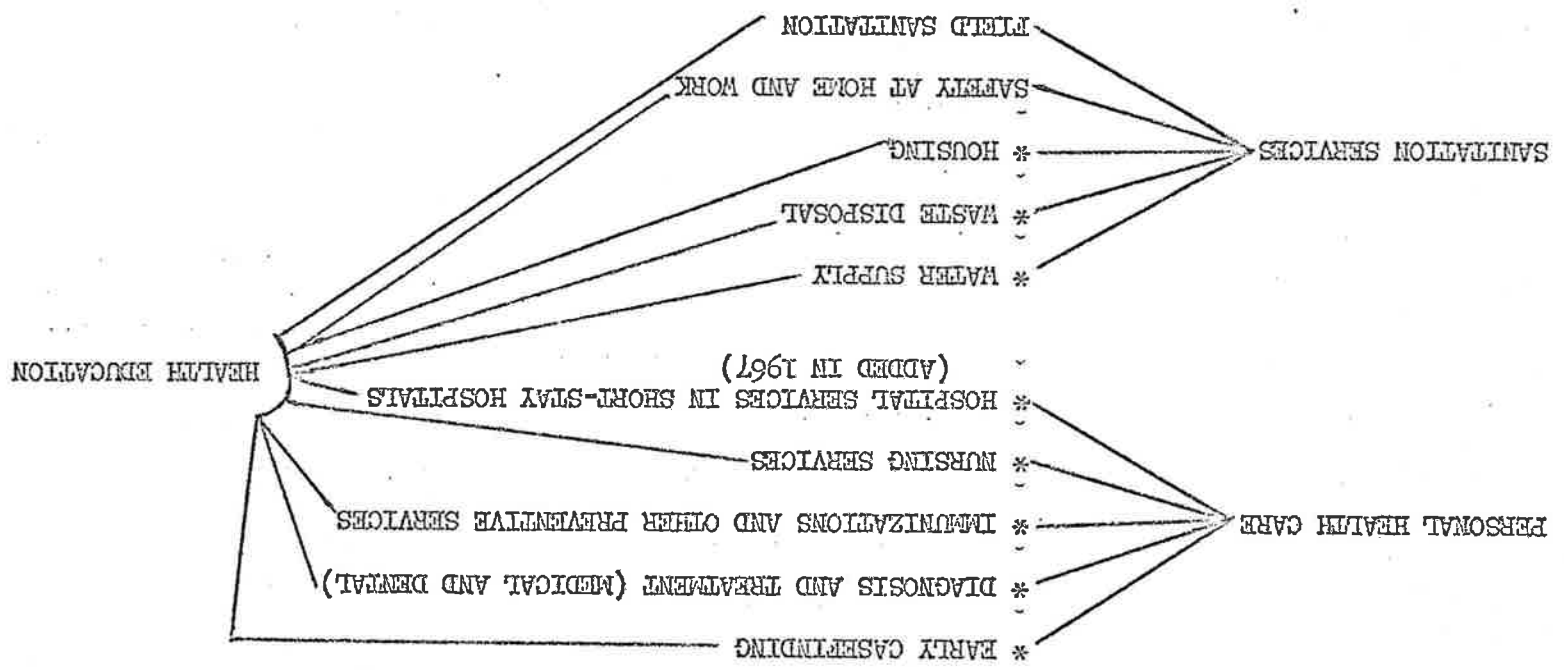 * EARLY CASEFINDING
* DIAGNOSIS AND TREATMENT (MEDICAL AND DENTAL)
PERSONAL HEALTH CARE
* IMMUNIZATIONS AND OTHER PREVENTIVE SERVICES
* NURSING SERVICES
* HOSPITAL SERVICES IN SHORT-STAY HOSPITALS
(ADDED IN 1967)
HEALTH EDUCATION
* WATER SUPPLY
* WASTE DISPOSAL
SANITATION SERVICES
* HOUSING
SAFETY AT HOME AND WORK
FIELD SANITATION